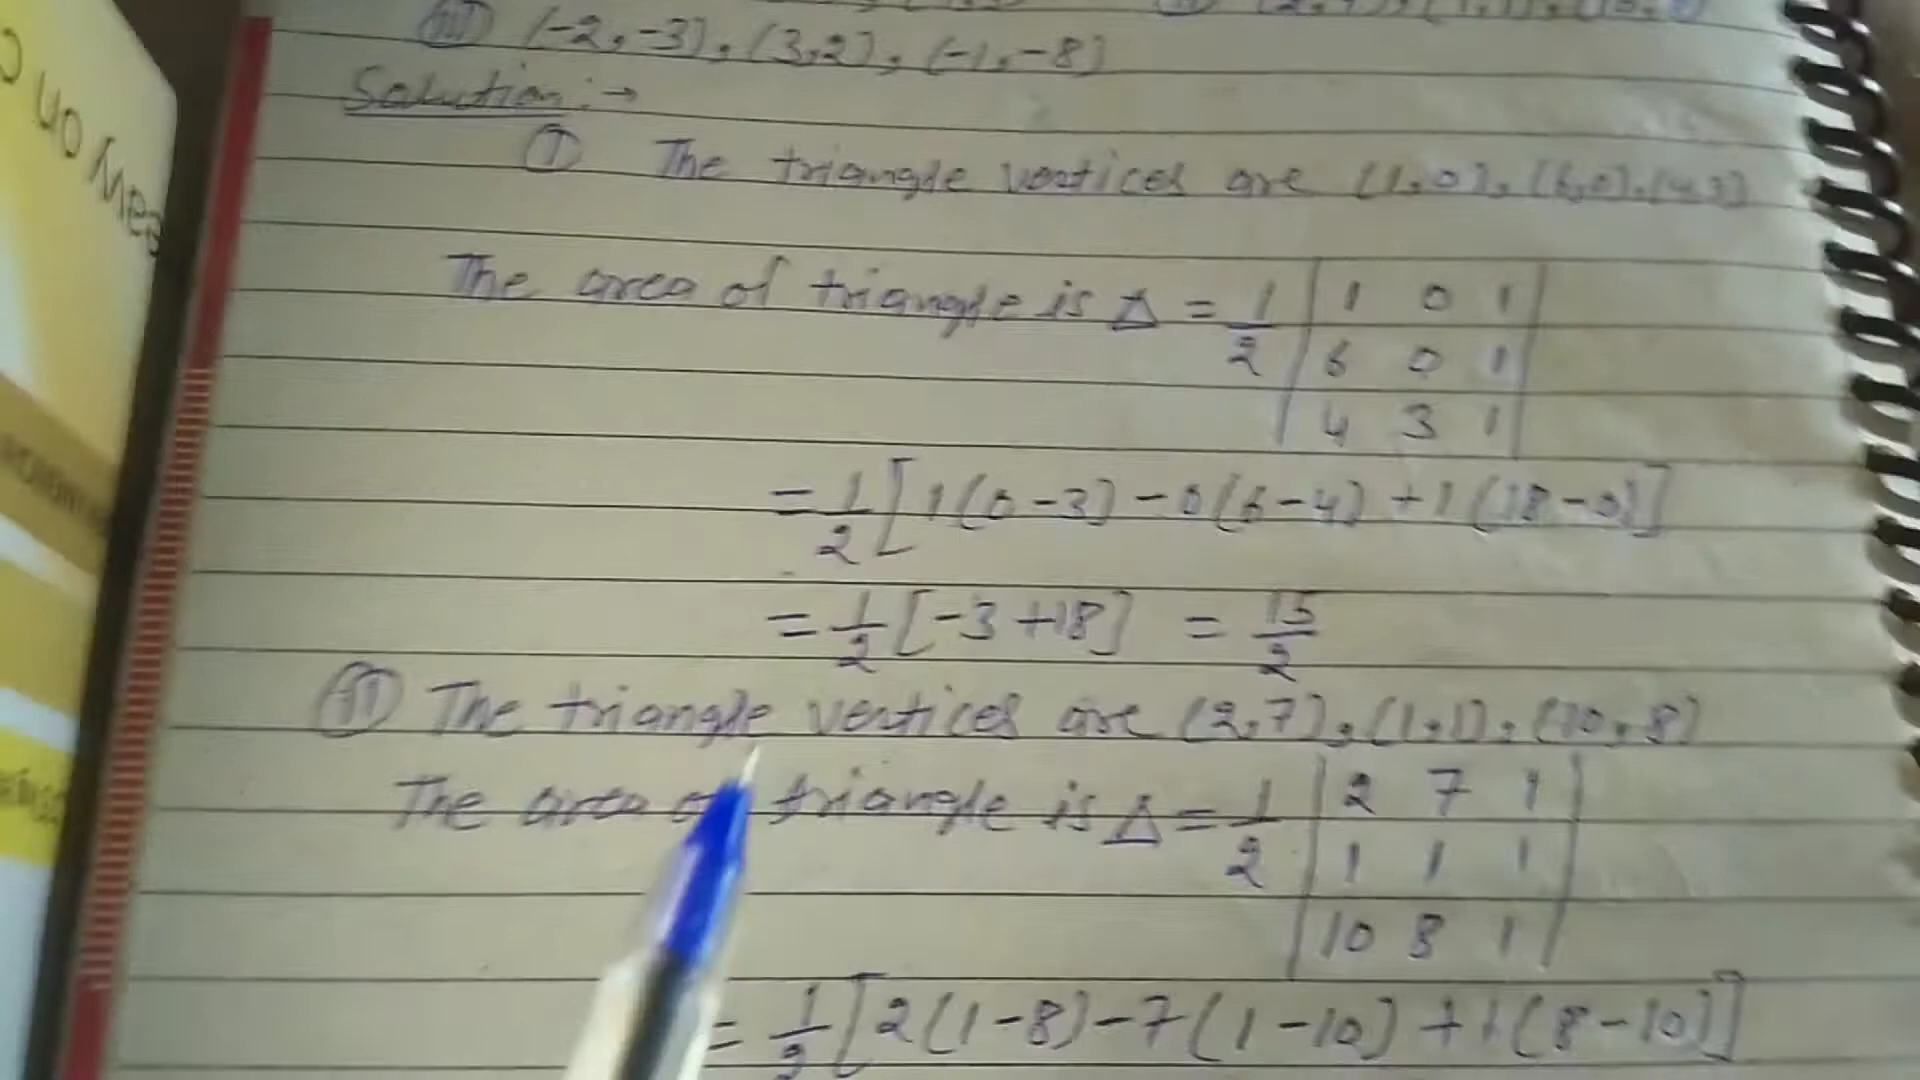 (III) (-2,-3), (3,2), (-1,-8)
Solution:→
(I) The triangle vertices are (1,0), (6,0), (4,3)
The area of triangle is Δ = 1/2 | 1 0 1 |
| 6 0 1 |
| 4 3 1 |
= 1/2 [1(0-3) -0(6-4) +1(18-0)]
= 1/2 [-3+18] = 15/2
(II) The triangle vertices are (2,7), (1,1), (10,8)
The area of triangle is Δ = 1/2 | 2 7 1 |
| 1 1 1 |
| 10 8 1 |
= 1/2 [2(1-8)-7(1-10) +1(8-10)]